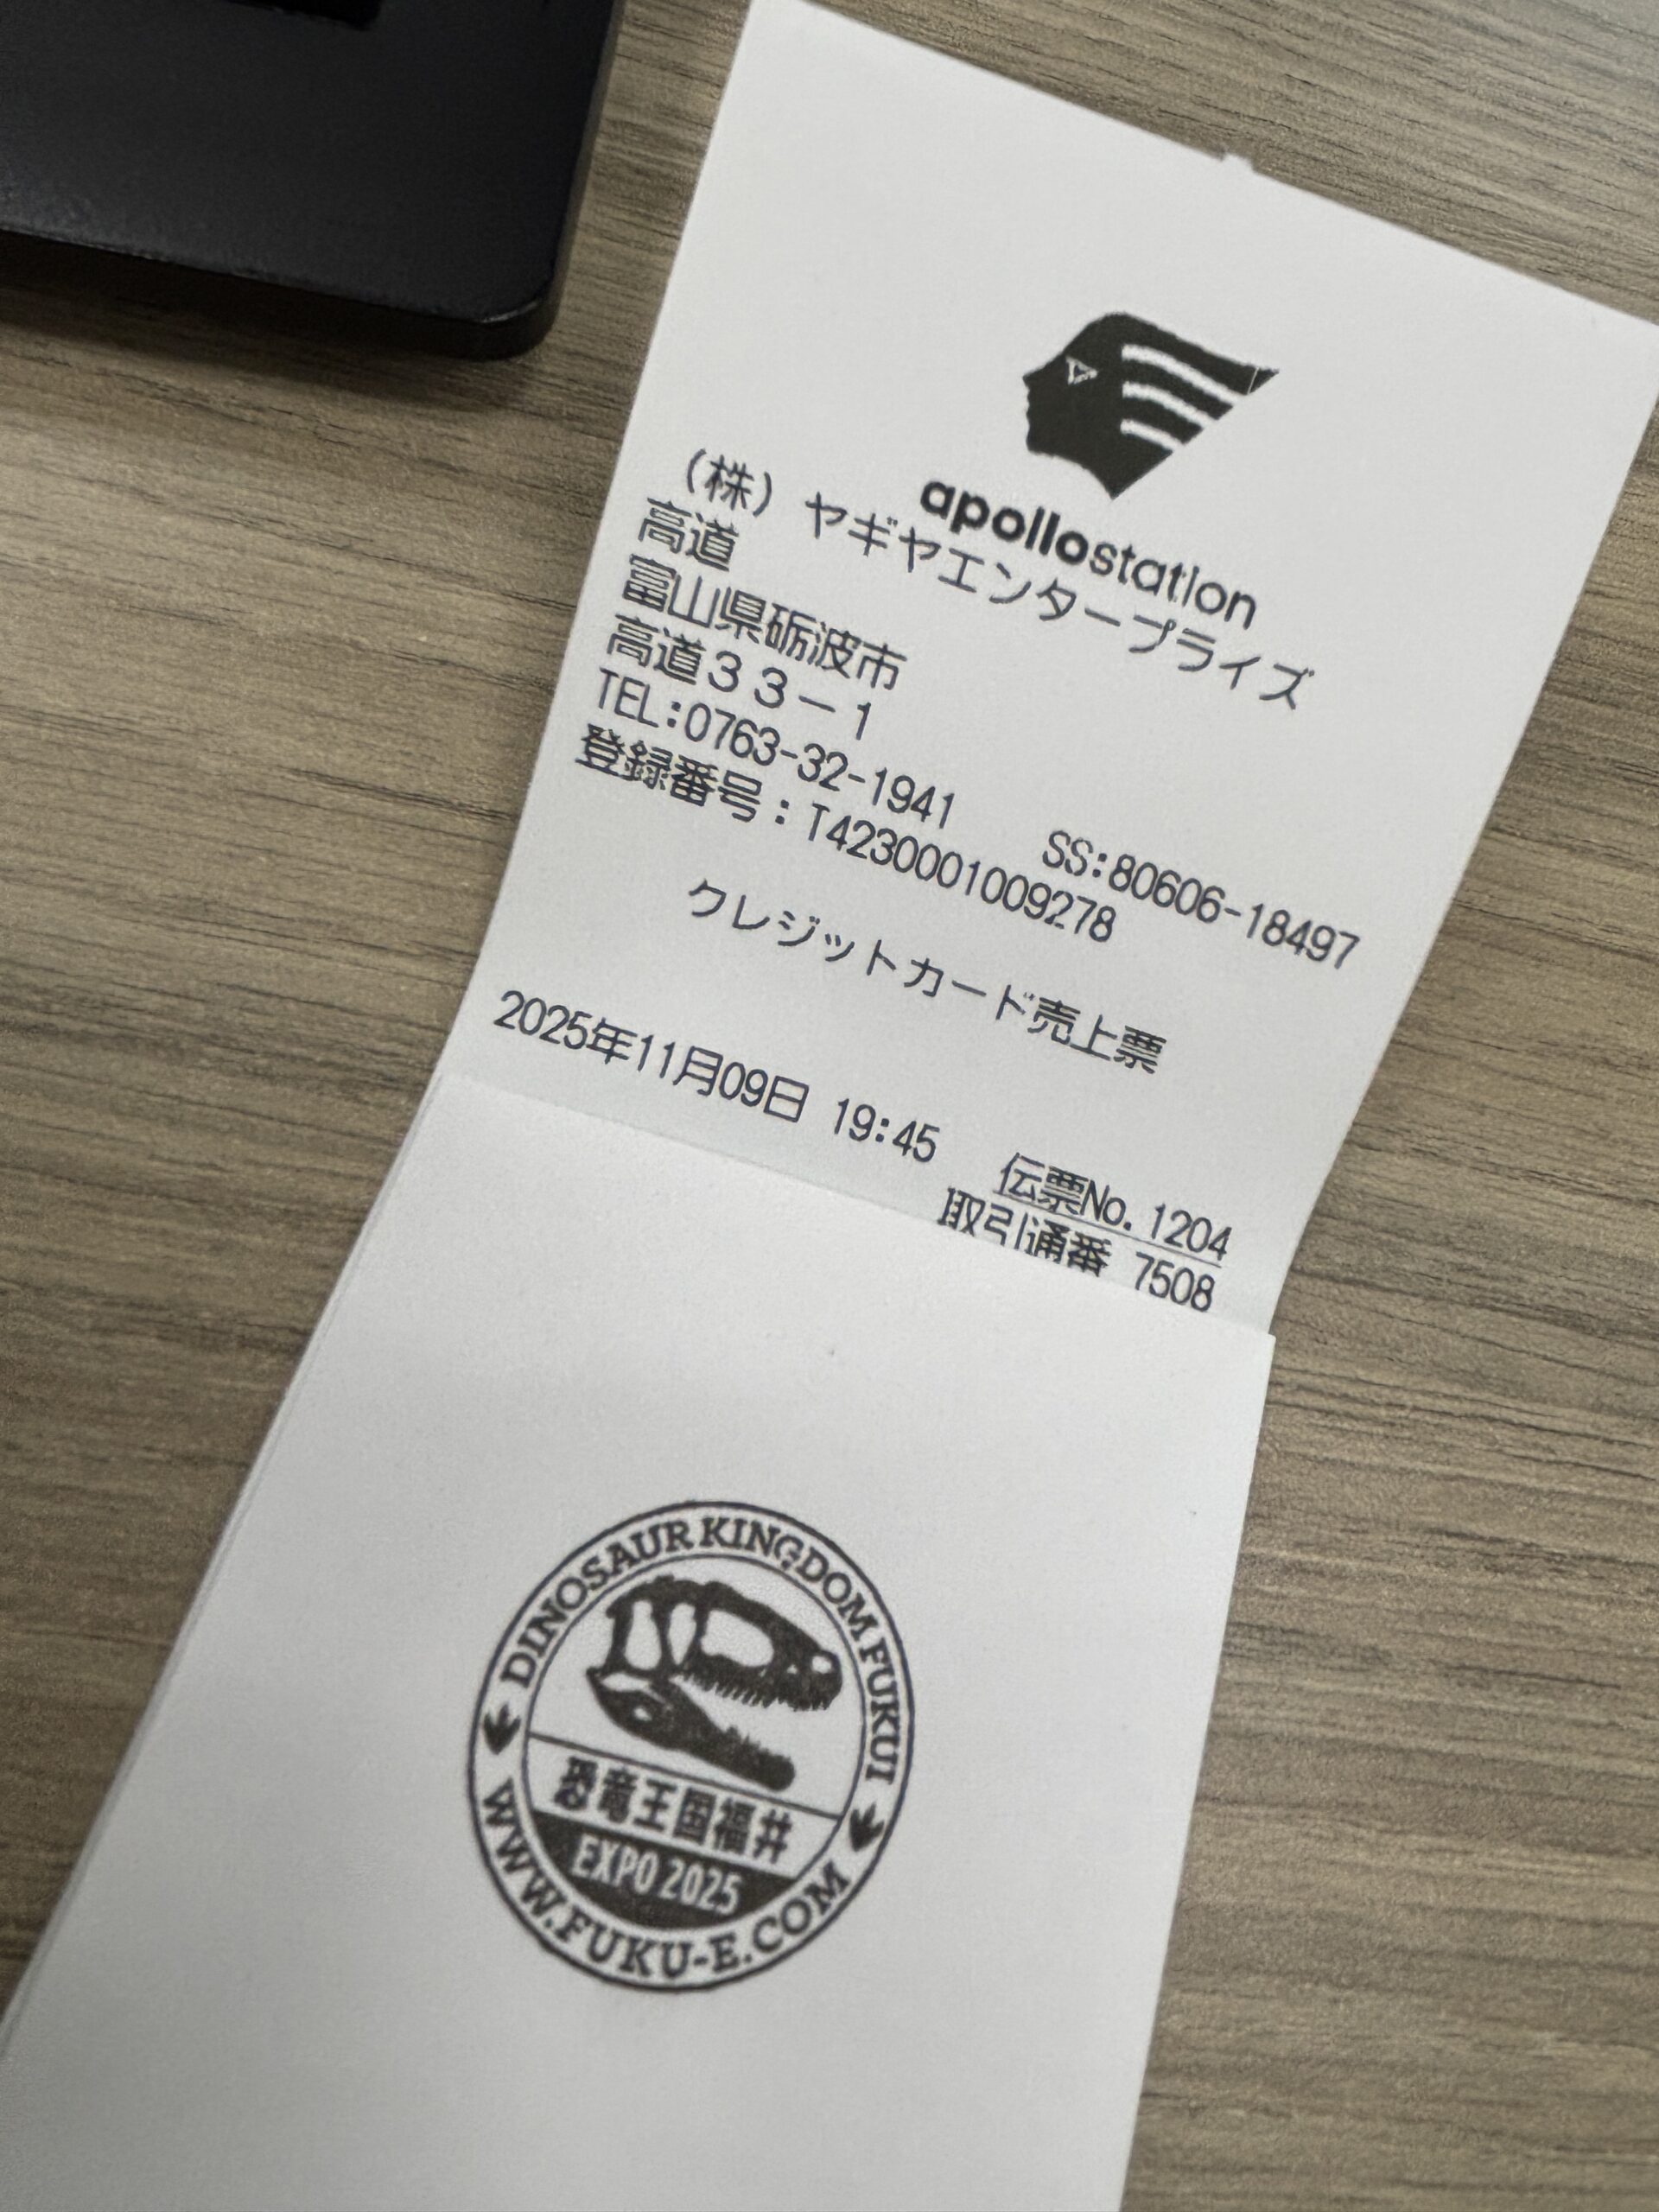 apollostation
(株) ヤギヤエンタープライズ
高道
富山県砺波市
高道33－1
TEL:0763-32-1941 SS:80606-18497
登録番号：T4230001009278
クレジットカード売上票
2025年11月09日 19:45 伝票No. 1204
取引通番 7508
DINOSAUR KINGDOM FUKUI
恐竜王国福井
EXPO 2025
WWW.FUKU-E.COM